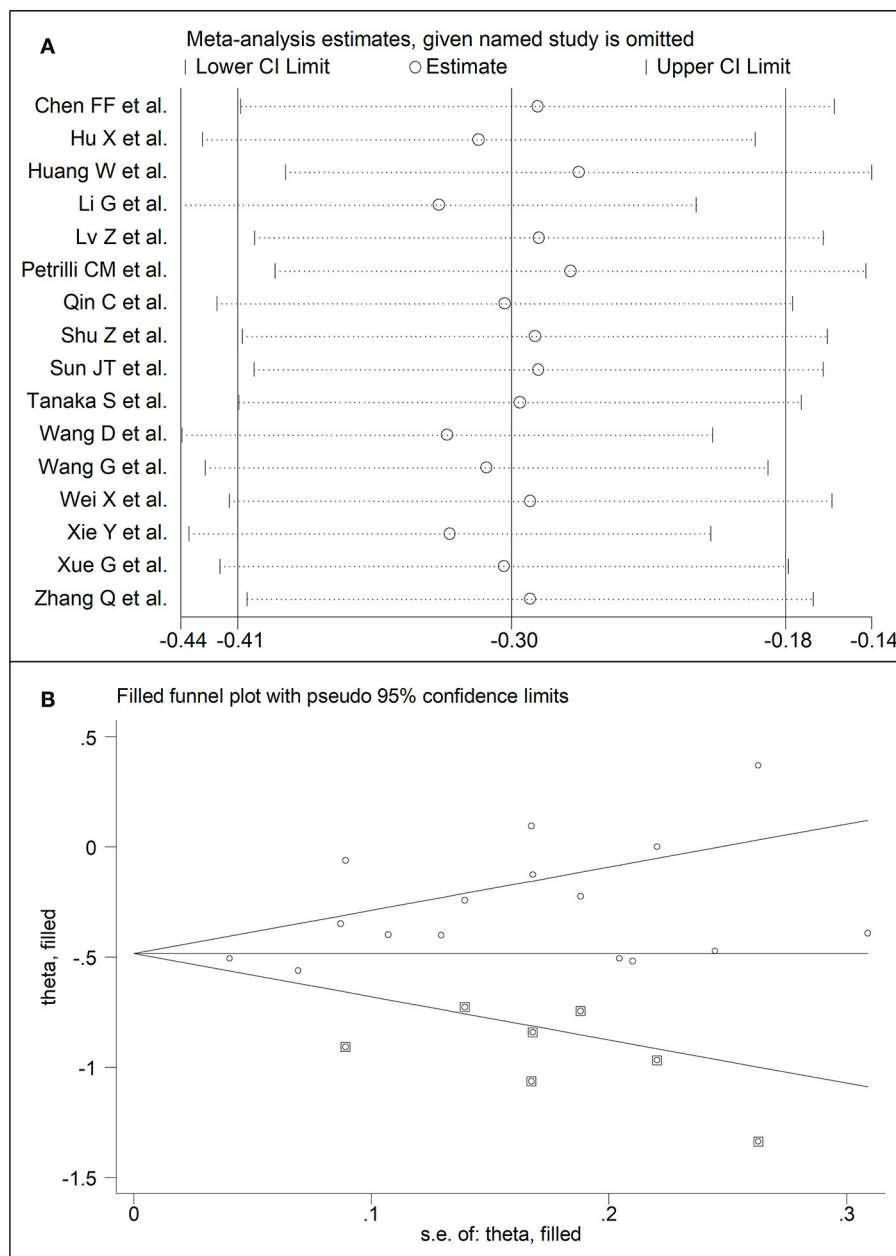 A
Meta-analysis estimates, given named study is omitted
Lower CI Limit Estimate Upper CI Limit
Chen FF et al.
Hu X et al.
Huang W et al.
Li G et al.
Lv Z et al.
Petrilli CM et al.
Qin C et al.
Shu Z et al.
Sun JT et al.
Tanaka S et al.
Wang D et al.
Wang G et al.
Wei X et al.
Xie Y et al.
Xue G et al.
Zhang Q et al.
-0.44 -0.41 -0.30 -0.18 -0.14
B
Filled funnel plot with pseudo 95% confidence limits
theta, filled
.5
0
-.5
-1
-1.5
0 .1 .2 .3
s.e. of: theta, filled